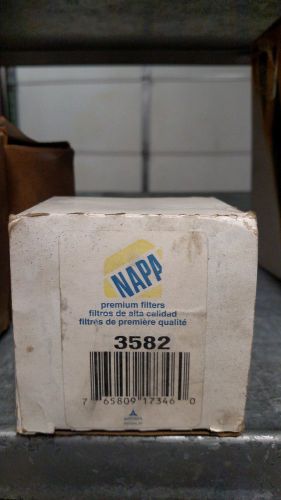 NAPA
premium filters
filtros de alta calidad
filtres de première qualité
3582
7 65809 17346 0